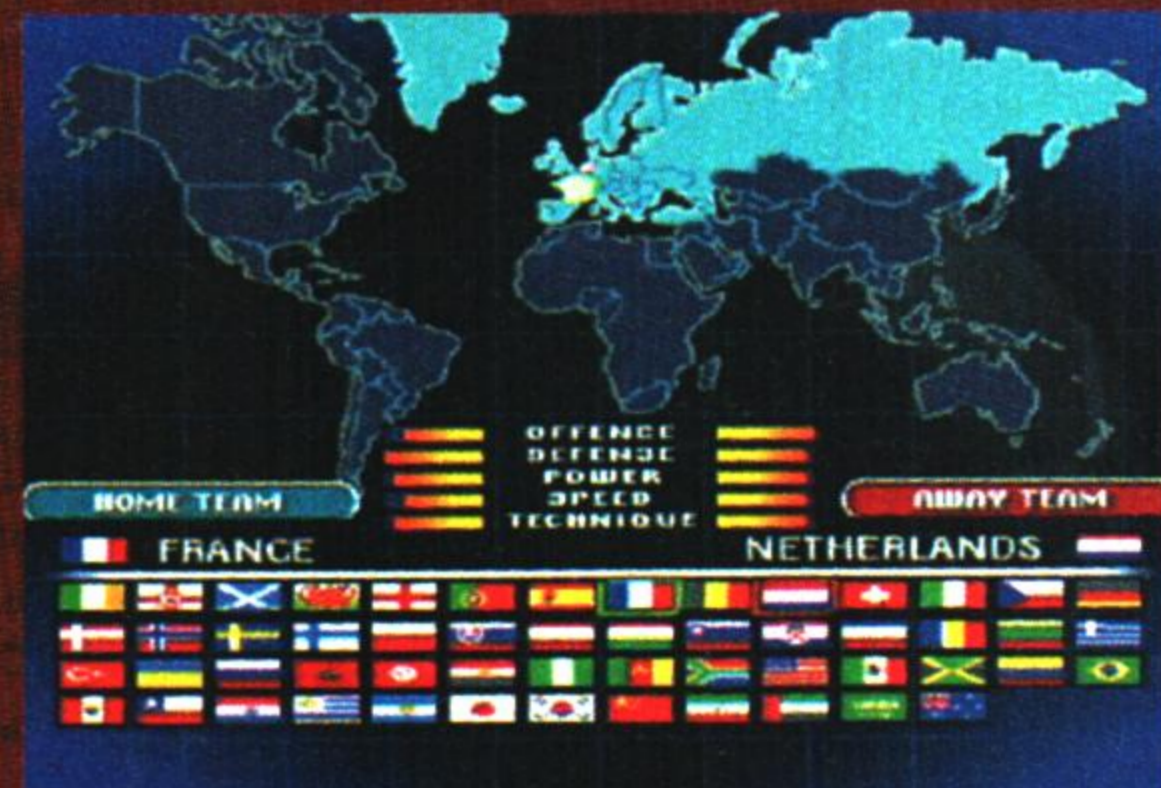 OFFENCE
DEFENSE
POWER
SPEED
TECHNIQUE
HOME TEAM
AWAY TEAM
FRANCE
NETHERLANDS